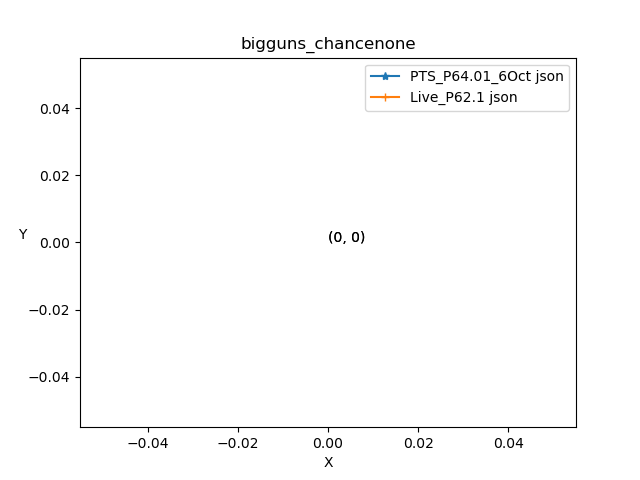 bigguns_chancenone
PTS_P64.01_6Oct json
Live_P62.1 json
0.04
0.02
Y
0.00
(0, 0)
−0.02
−0.04
−0.04
−0.02
0.00
0.02
0.04
X